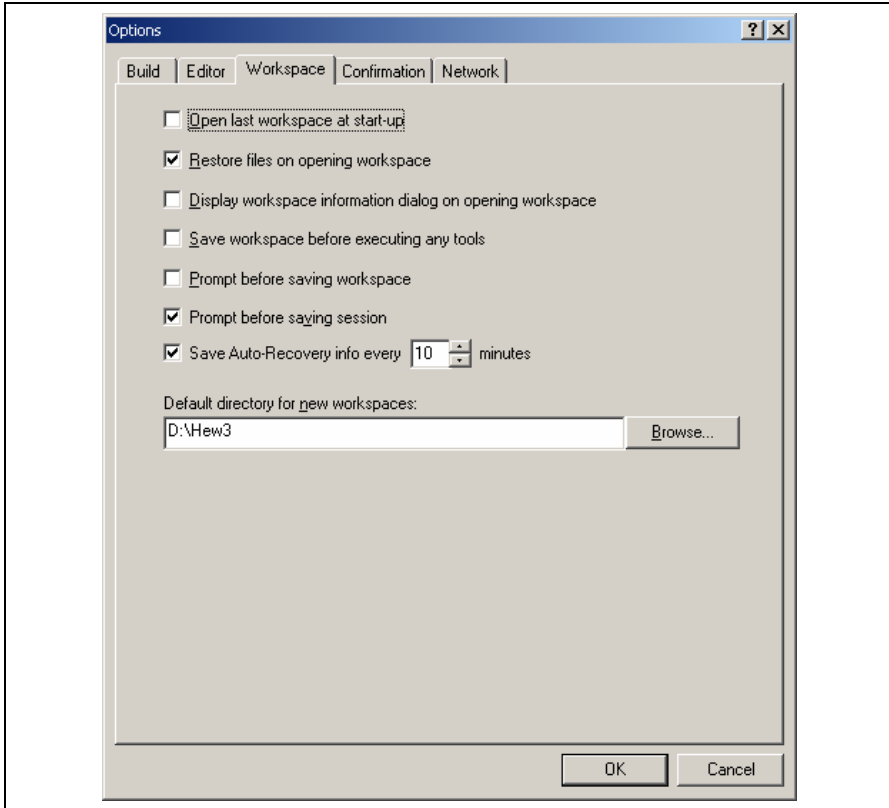 Options
Build Editor Workspace Confirmation Network
Open last workspace at start-up
Restore files on opening workspace
Display workspace information dialog on opening workspace
Save workspace before executing any tools
Prompt before saving workspace
Prompt before saving session
Save Auto-Recovery info every 10 minutes
Default directory for new workspaces:
D:\Hew3 Browse...
OK Cancel